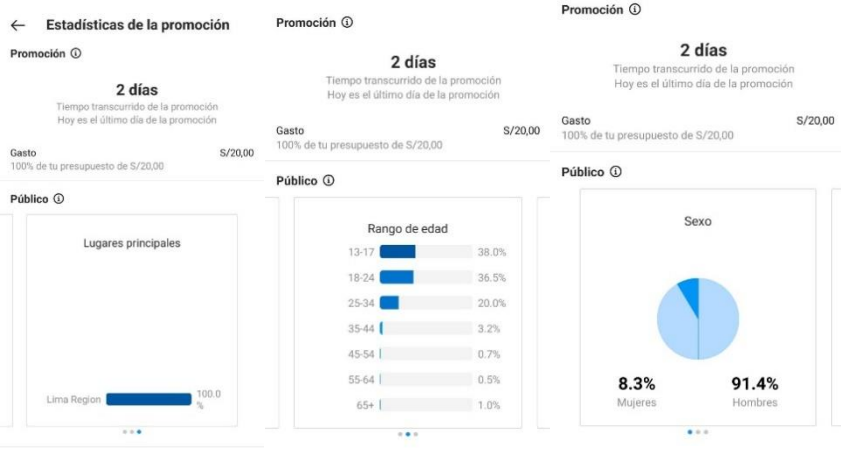 ← Estadísticas de la promoción
Promoción
2 días
Tiempo transcurrido de la promoción
Hoy es el último día de la promoción
Gasto S/20,00
100% de tu presupuesto de S/20,00
Público
Lugares principales
Lima Region 100.0
%
Promoción
2 días
Tiempo transcurrido de la promoción
Hoy es el último día de la promoción
Gasto S/20,00
100% de tu presupuesto de S/20,00
Público
Rango de edad
13-17 38.0%
18-24 36.5%
25-34 20.0%
35-44 3.2%
45-54 0.7%
55-64 0.5%
65+ 1.0%
Promoción
2 días
Tiempo transcurrido de la promoción
Hoy es el último día de la promoción
Gasto S/20,00
100% de tu presupuesto de S/20,00
Público
Sexo
8.3% 91.4%
Mujeres Hombres